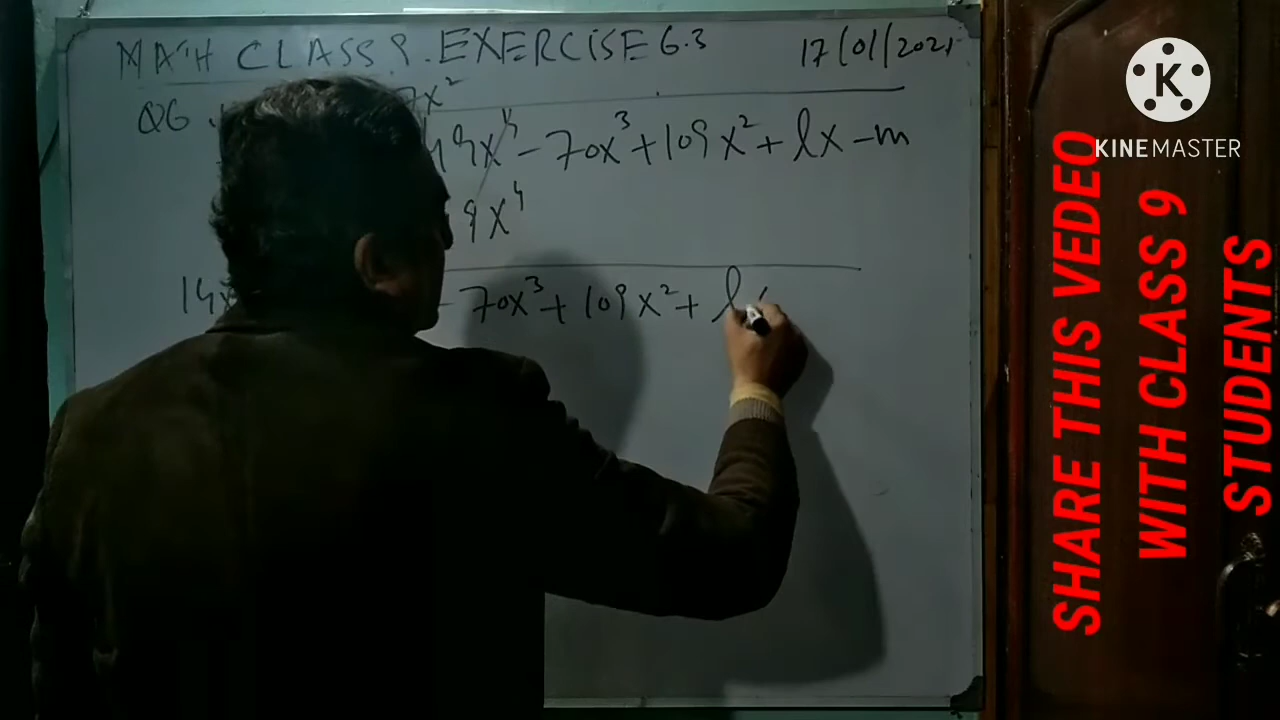 MATH CLASS 9. EXERCISE 6.3
17/01/2021
Q6.
7x²
49x⁴ - 70x³ + 109x² + lx - m
9x⁴
14x
- 70x³ + 109x² + l
KINEMASTER
SHARE THIS VEDEO
WITH CLASS 9
STUDENTS